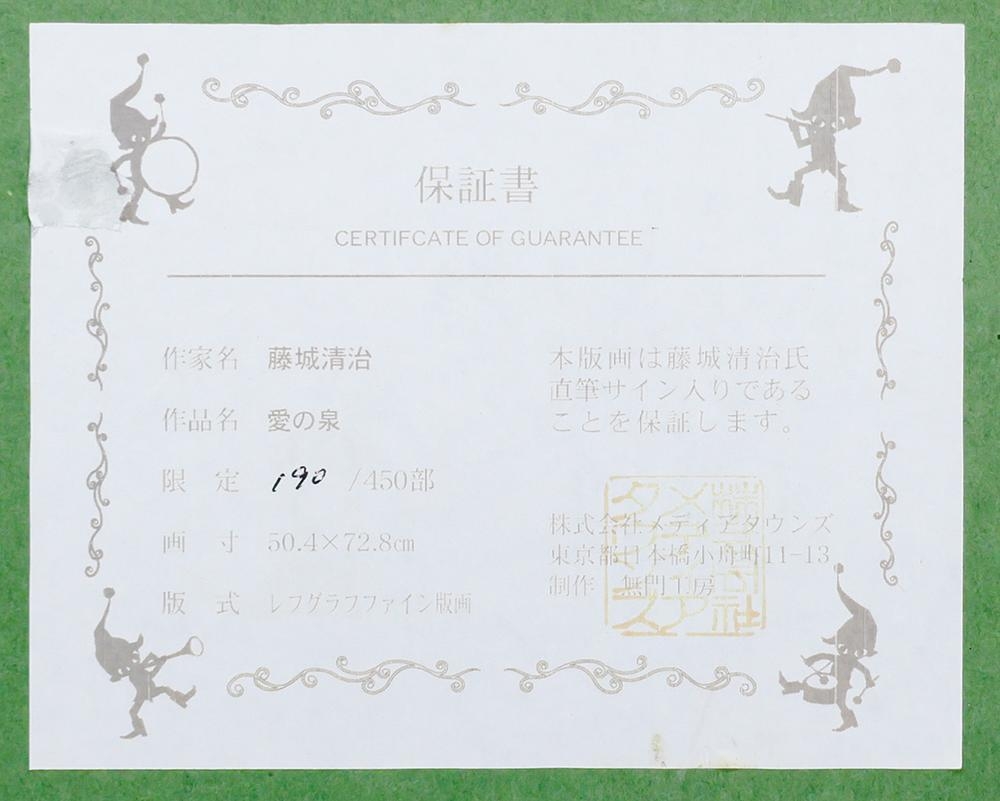 保証書
CERTIFCATE OF GUARANTEE
作家名 藤城清治
作品名 愛の泉
限 定 190 /450部
画 寸 50.4×72.8㎝
版 式 レフグラフファイン版画
本版画は藤城清治氏
直筆サイン入りである
ことを保証します。
株式会社メディアタウンズ
東京都日本橋小舟町11-13
制作 無門工房